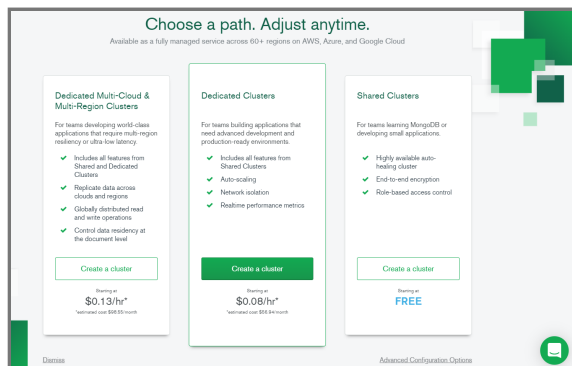 Choose a path. Adjust anytime.
Available as a fully managed service across 60+ regions on AWS, Azure, and Google Cloud
Dedicated Multi-Cloud &
Multi-Region Clusters
For teams developing world-class
applications that require multi-region
resiliency or ultra-low latency.
Includes all features from
Shared and Dedicated
Clusters
Replicate data across
clouds and regions
Globally distributed read
and write operations
Control data residency at
the document level
Create a cluster
Starting at
$0.13/hr*
*estimated cost $98.55/month
Dedicated Clusters
For teams building applications that
need advanced development and
production-ready environments.
Includes all features from
Shared Clusters
Auto-scaling
Network isolation
Realtime performance metrics
Create a cluster
Starting at
$0.08/hr*
*estimated cost $56.94/month
Shared Clusters
For teams learning MongoDB or
developing small applications.
Highly available auto-
healing cluster
End-to-end encryption
Role-based access control
Create a cluster
Starting at
FREE
Dismiss
Advanced Configuration Options